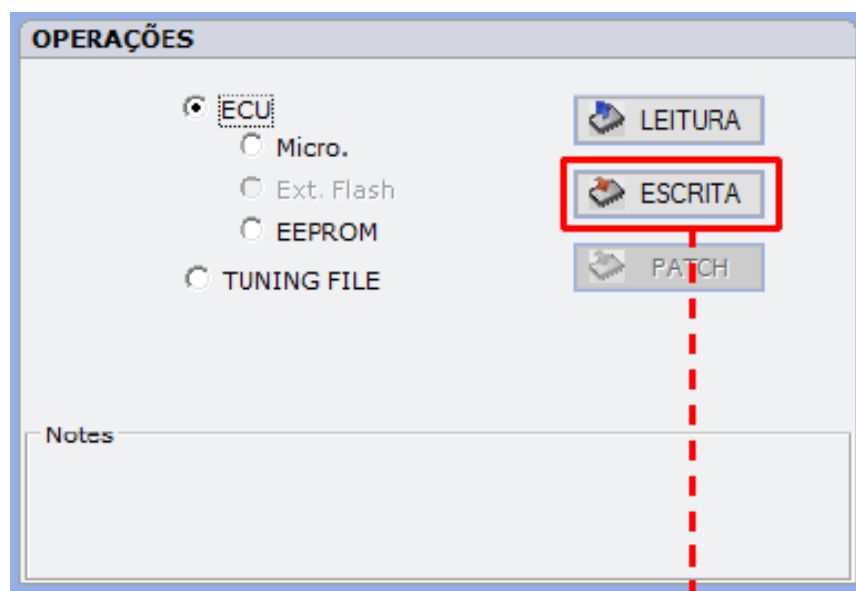 OPERAÇÕES
ECU
LEITURA
Micro.
Ext. Flash
ESCRITA
EEPROM
PATCH
TUNING FILE
Notes